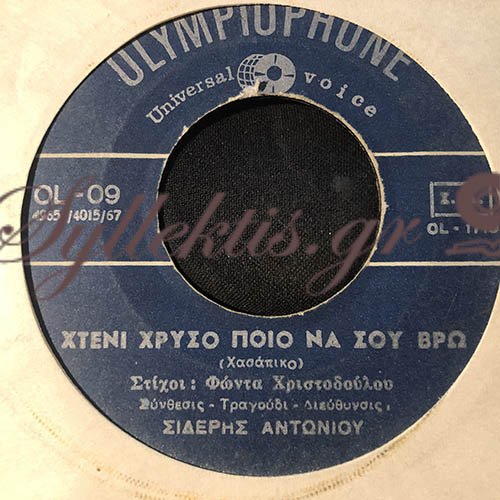 OLYMPIOPHONE
Universal voice
OL-09
/4015/67
Syllektis.gr
ΧΤΕΝΙ ΧΡΥΣΟ ΠΟΙΟ ΝΑ ΣΟΥ ΒΡΩ
(Χασάπικο)
Στίχοι: Φώντα Χριστοδούλου
Σύνθεσις - Τραγούδι - Διεύθυνσις,
ΣΙΔΕΡΗΣ ΑΝΤΩΝΙΟΥ